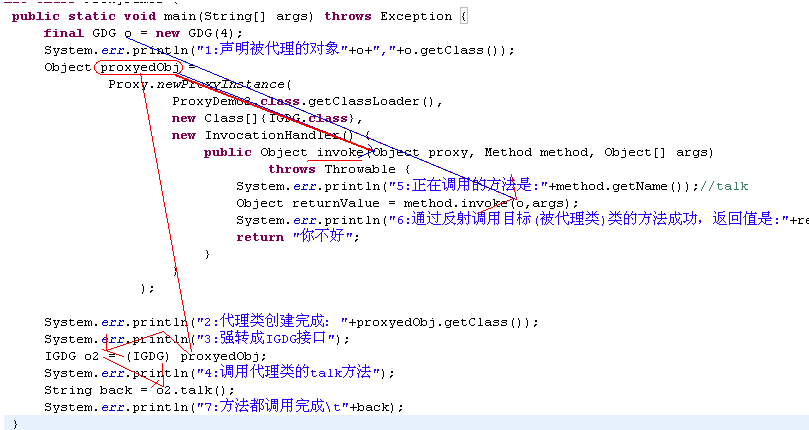 public static void main(String[] args) throws Exception {
final GDG o = new GDG(4);
System.err.println("1:声明被代理的对象"+o+","+o.getClass());
Object proxyedObj =
Proxy.newProxyInstance(
ProxyDemo2.class.getClassLoader(),
new Class[]{IGDG.class},
new InvocationHandler() {
public Object invoke(Object proxy, Method method, Object[] args)
throws Throwable {
System.err.println("5:正在调用的方法是:"+method.getName());//talk
Object returnValue = method.invoke(o,args);
System.err.println("6:通过反射调用目标(被代理类)类的方法成功，返回值是:"+re
return "你不好";
}
}
);
System.err.println("2:代理类创建完成: "+proxyedObj.getClass());
System.err.println("3:强转成IGDG接口");
IGDG o2 = (IGDG) proxyedObj;
System.err.println("4:调用代理类的talk方法");
String back = o2.talk();
System.err.println("7:方法都调用完成\t"+back);
}